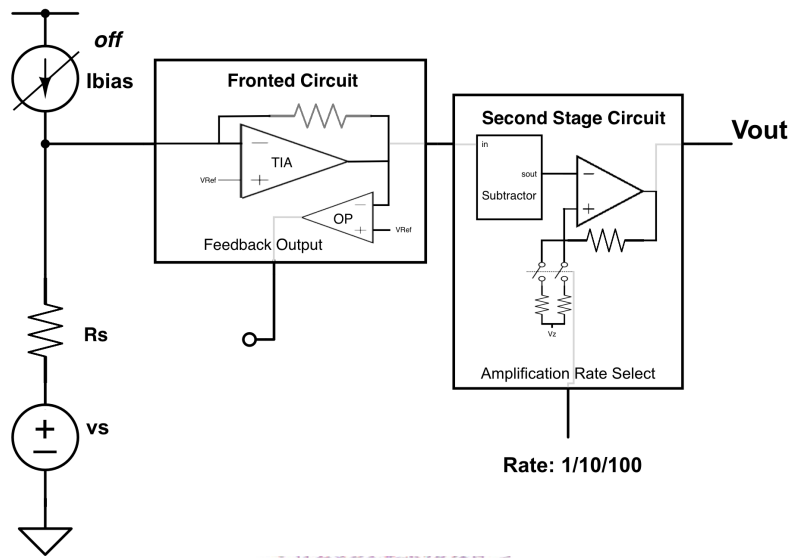 off
Ibias
Fronted Circuit
TIA
VRef
OP
VRef
Feedback Output
Rs
vs
Second Stage Circuit
Vout
in
sout
Subtractor
Vz
Amplification Rate Select
Rate: 1/10/100